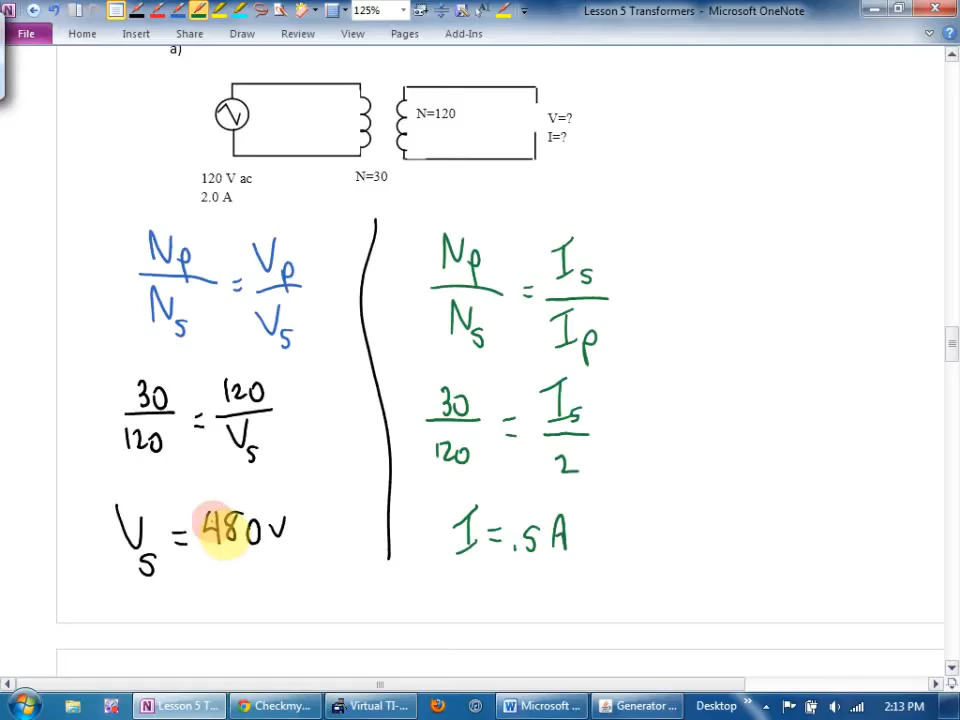 125%
Lesson 5 Transformers - Microsoft OneNote
File Home Insert Share Draw Review View Pages Add-Ins
a)
N=120
V=?
I=?
120 V ac
2.0 A
N=30
Np/Ns = Vp/Vs
30/120 = 120/Vs
Vs = 480 V
Np/Ns = Is/Ip
30/120 = Is/2
I = .5 A
Lesson 5 T... Checkmy... Virtual TI-... Microsoft ... Generator ... Desktop 2:13 PM